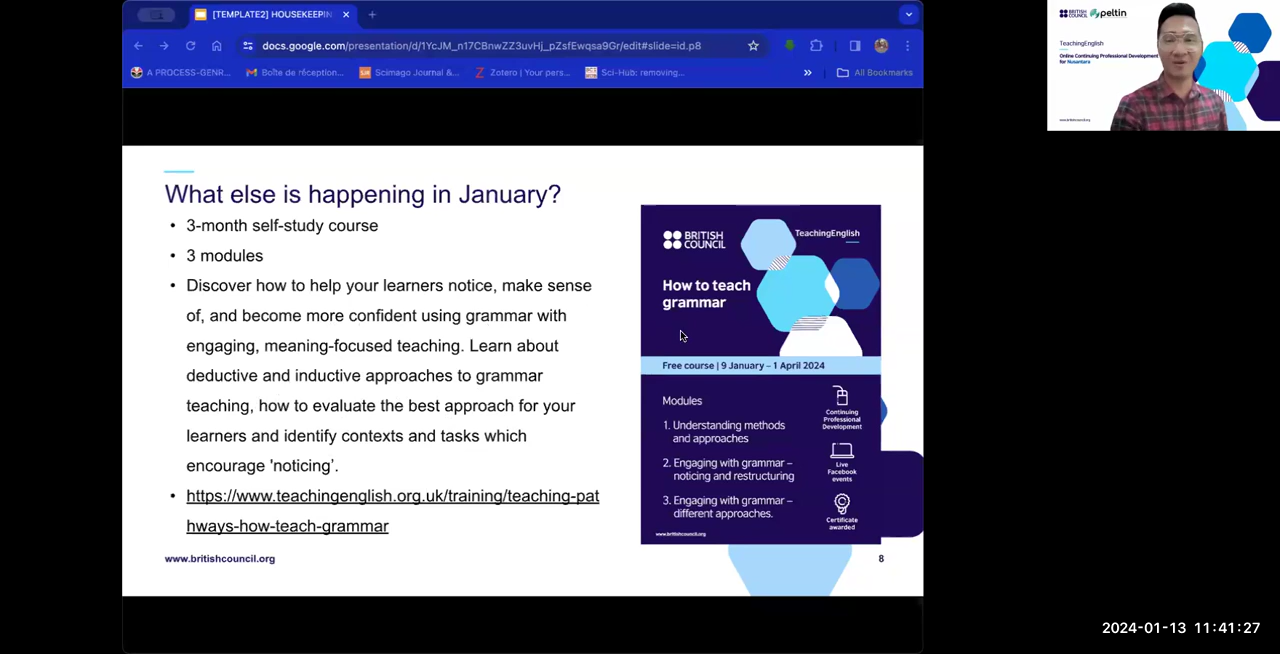 [TEMPLATE2] HOUSEKEEPIN
docs.google.com/presentation/d/1YcJM_n17CBnwZZ3uvHj_pZsfEwqsa9Gr/edit#slide=id.p8
A PROCESS-GENR...
Boîte de réception...
Scimago Journal &...
Zotero | Your pers...
Sci-Hub: removing...
All Bookmarks
What else is happening in January?
• 3-month self-study course
• 3 modules
• Discover how to help your learners notice, make sense
of, and become more confident using grammar with
engaging, meaning-focused teaching. Learn about
deductive and inductive approaches to grammar
teaching, how to evaluate the best approach for your
learners and identify contexts and tasks which
encourage 'noticing’.
• https://www.teachingenglish.org.uk/training/teaching-pat
hways-how-teach-grammar
www.britishcouncil.org
8
BRITISH
COUNCIL
TeachingEnglish
How to teach
grammar
Free course | 9 January – 1 April 2024
Modules
1. Understanding methods
and approaches
2. Engaging with grammar –
noticing and restructuring
3. Engaging with grammar –
different approaches.
www.britishcouncil.org
Continuing
Professional
Development
Live
Facebook
events
Certificate
awarded
BRITISH
COUNCIL
peltin
TeachingEnglish
Online Continuing Professional Development
for Nusantara
www.britishcouncil.org
2024-01-13 11:41:27